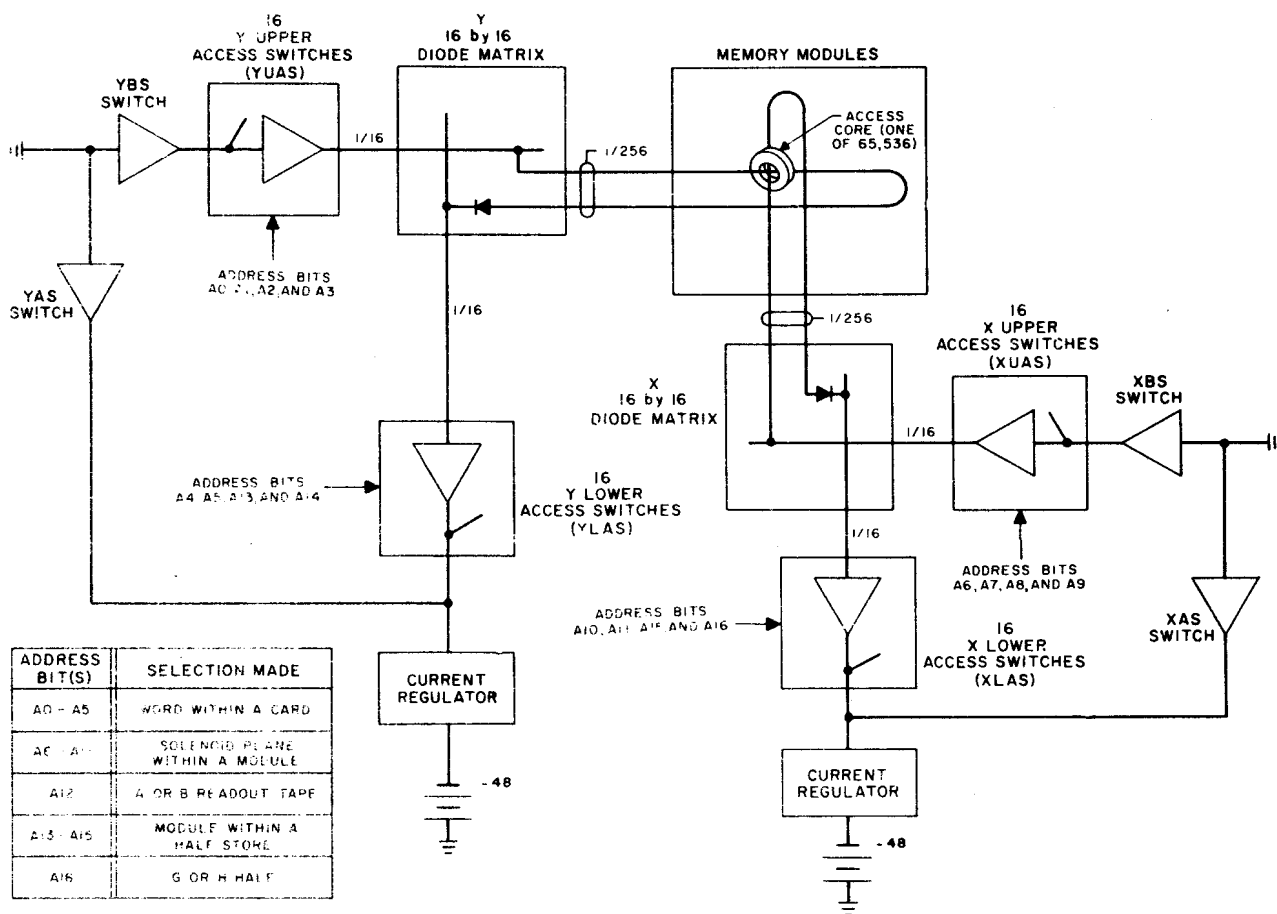 16
Y UPPER
ACCESS SWITCHES
(YUAS)
Y
16 by 16
DIODE MATRIX
MEMORY MODULES
YBS
SWITCH
ACCESS
CORE (ONE
OF 65,536)
1/16
1/256
ADDRESS BITS
A2, AND A3
YAS
SWITCH
1/16
1/256
16
X UPPER
ACCESS SWITCHES
(XUAS)
XBS
SWITCH
X
16 by 16
DIODE MATRIX
1/16
ADDRESS BITS
A4 A5, A13, AND A14
16
Y LOWER
ACCESS SWITCHES
(YLAS)
1/16
ADDRESS BITS
A6, A7, A8, AND A9
ADDRESS BITS
A10, A11 A15, AND A16
16
X LOWER
ACCESS SWITCHES
(XLAS)
XAS
SWITCH
CURRENT
REGULATOR
-48
CURRENT
REGULATOR
-48
ADDRESS
BIT(S)
SELECTION MADE
A0 - A5
WORD WITHIN A CARD
SOLENOID PLANE
WITHIN A MODULE
A12
A OR B READOUT TAPE
A13 - A15
MODULE WITHIN A
HALF STORE
A16
G OR H HALF